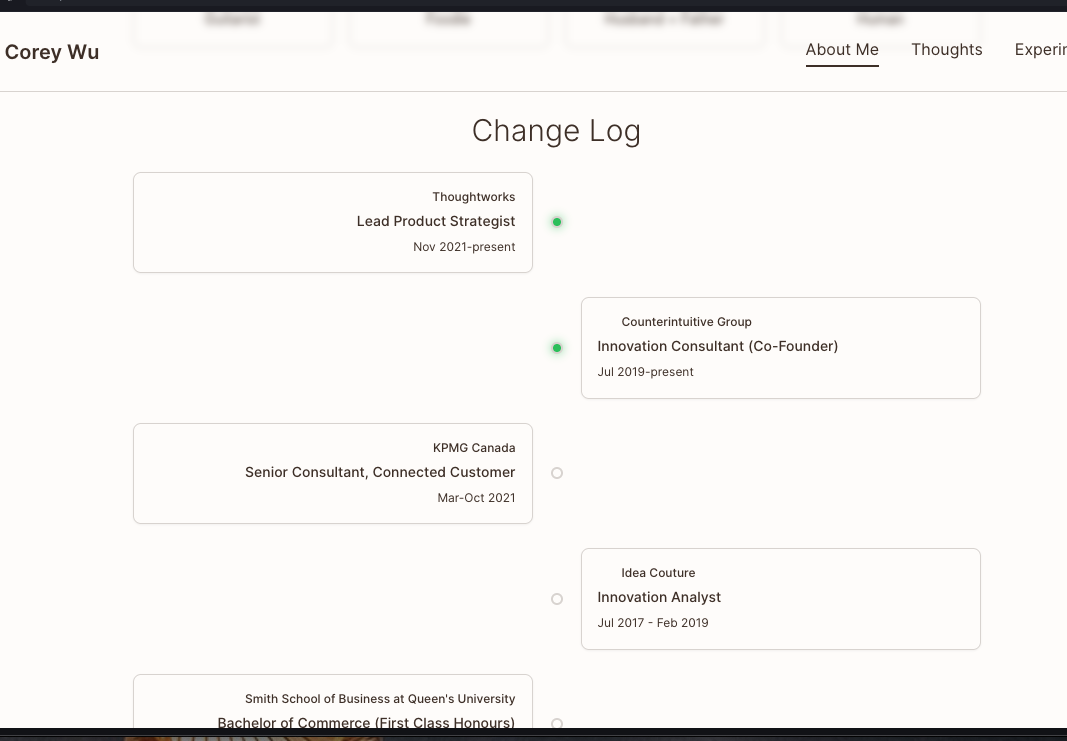 Guitarist
Foodie
Husband + Father
Human
Corey Wu
About Me
Thoughts
Change Log
Thoughtworks
Lead Product Strategist
Nov 2021-present
Counterintuitive Group
Innovation Consultant (Co-Founder)
Jul 2019-present
KPMG Canada
Senior Consultant, Connected Customer
Mar-Oct 2021
Idea Couture
Innovation Analyst
Jul 2017 - Feb 2019
Smith School of Business at Queen's University
Bachelor of Commerce (First Class Honours)